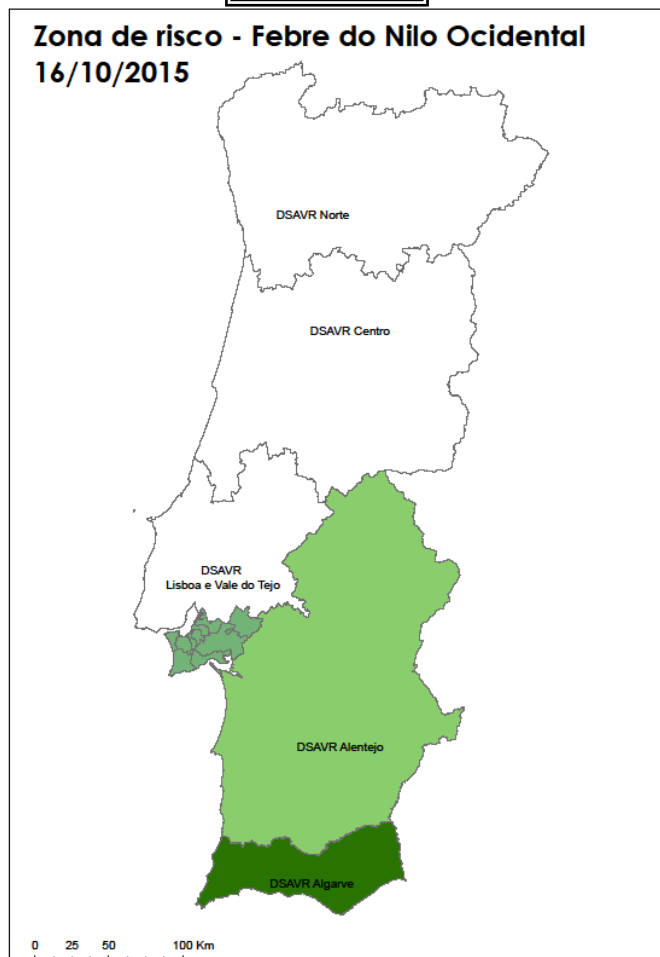 Zona de risco - Febre do Nilo Ocidental
16/10/2015
DSAVR Norte
DSAVR Centro
DSAVR
Lisboa e Vale do Tejo
DSAVR Alentejo
DSAVR Algarve
0 25 50 100 Km